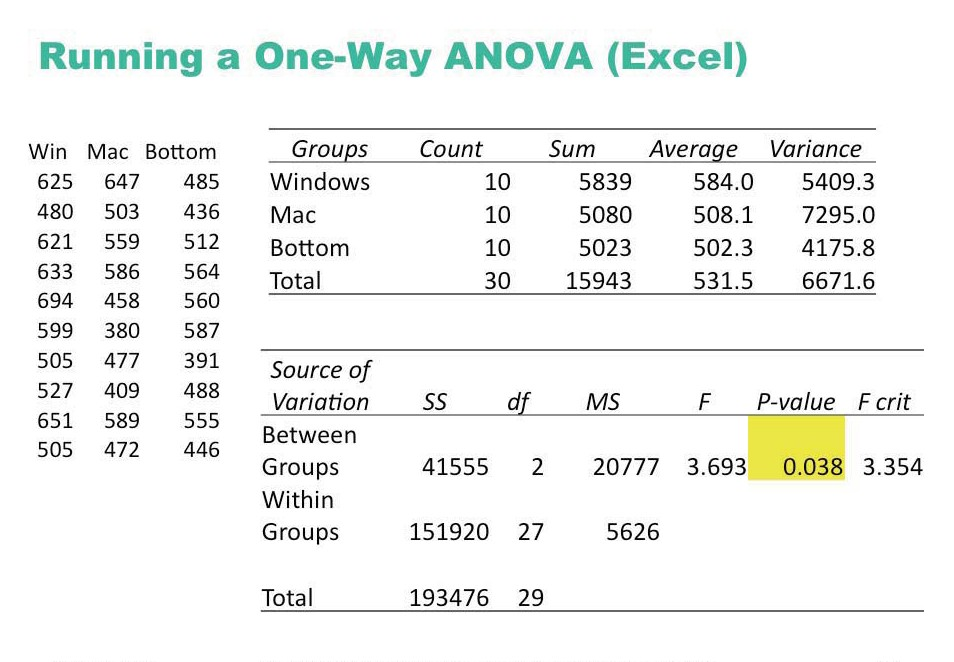 Running a One-Way ANOVA (Excel)
Win Mac Bottom
625 647 485
480 503 436
621 559 512
633 586 564
694 458 560
599 380 587
505 477 391
527 409 488
651 589 555
505 472 446
Groups Count Sum Average Variance
Windows 10 5839 584.0 5409.3
Mac 10 5080 508.1 7295.0
Bottom 10 5023 502.3 4175.8
Total 30 15943 531.5 6671.6
Source of
Variation SS df MS F P-value F crit
Between
Groups 41555 2 20777 3.693 0.038 3.354
Within
Groups 151920 27 5626
Total 193476 29